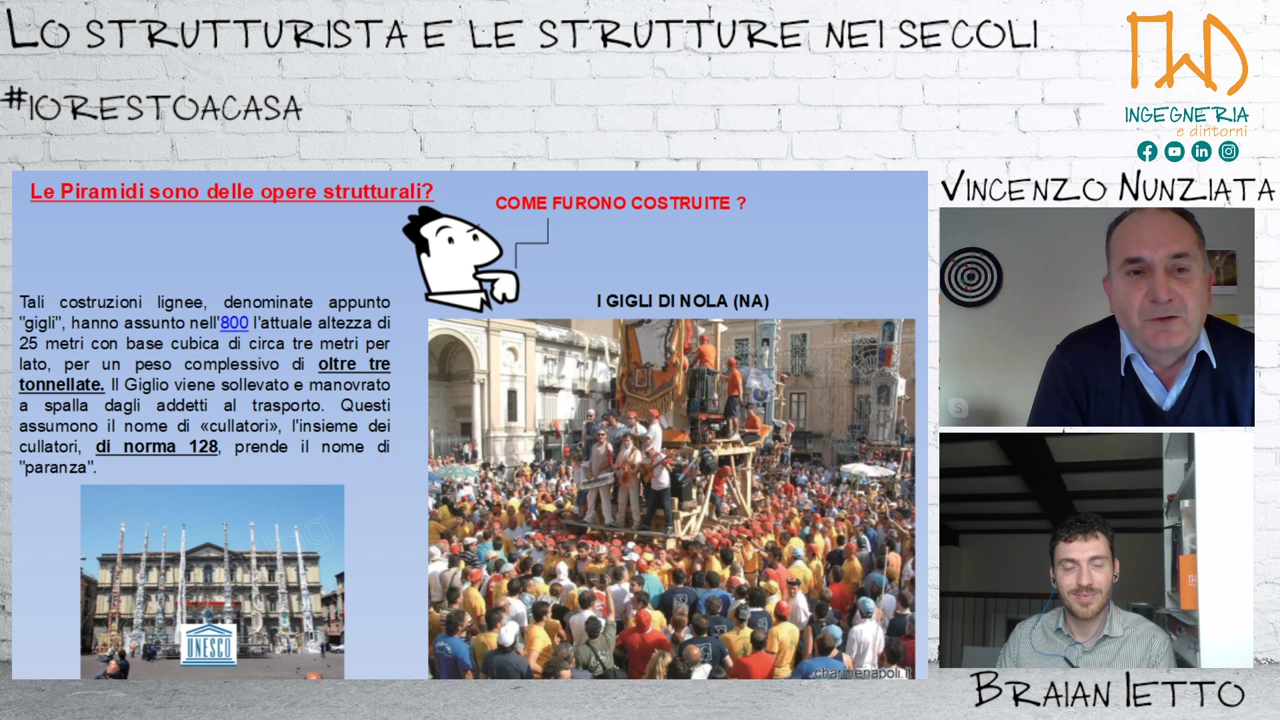 LO STRUTTURISTA E LE STRUTTURE NEI SECOLI
#IORESTOACASA
INGEGNERIA
e dintorni
Le Piramidi sono delle opere strutturali?
COME FURONO COSTRUITE ?
VINCENZO NUNZIATA
I GIGLI DI NOLA (NA)
Tali costruzioni lignee, denominate appunto
"gigli", hanno assunto nell'800 l'attuale altezza di
25 metri con base cubica di circa tre metri per
lato, per un peso complessivo di oltre tre
tonnellate. Il Giglio viene sollevato e manovrato
a spalla dagli addetti al trasporto. Questi
assumono il nome di «cullatori», l'insieme dei
cullatori, di norma 128, prende il nome di
"paranza".
UNESCO
BRAIAN IETTO